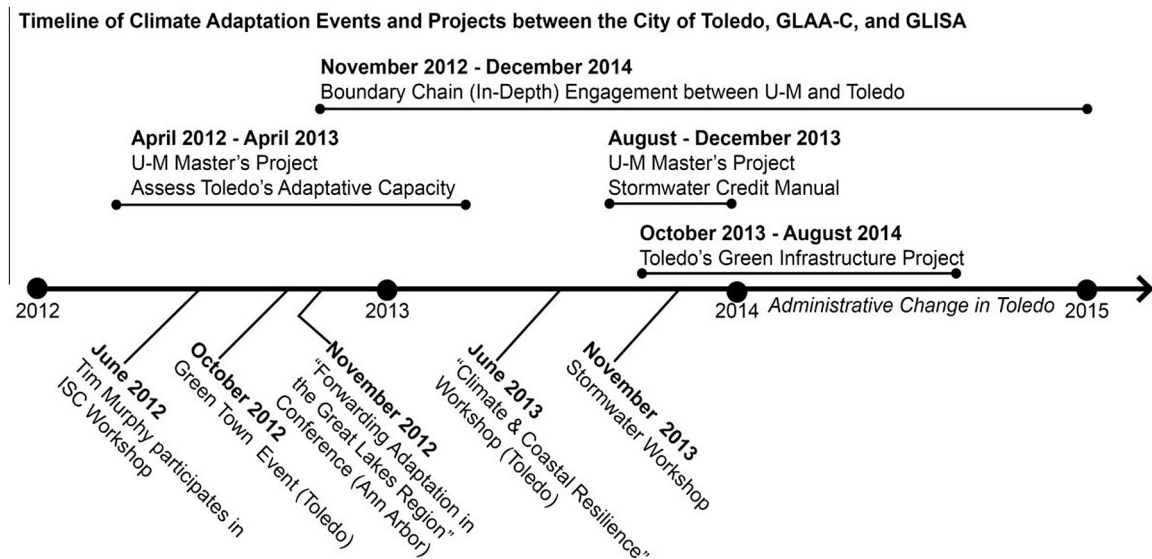 Timeline of Climate Adaptation Events and Projects between the City of Toledo, GLAA-C, and GLISA
November 2012 - December 2014
Boundary Chain (In-Depth) Engagement between U-M and Toledo
April 2012 - April 2013
U-M Master's Project
Assess Toledo's Adaptative Capacity
August - December 2013
U-M Master's Project
Stormwater Credit Manual
October 2013 - August 2014
Toledo's Green Infrastructure Project
2012
2013
2014
Administrative Change in Toledo
2015
June 2012
Tim Murphy participates in
ISC Workshop
October 2012
Green Town Event (Toledo)
November 2012
"Forwarding Adaptation in
the Great Lakes Region"
Conference (Ann Arbor)
June 2013
"Climate & Coastal Resilience"
Workshop (Toledo)
November 2013
Stormwater Workshop